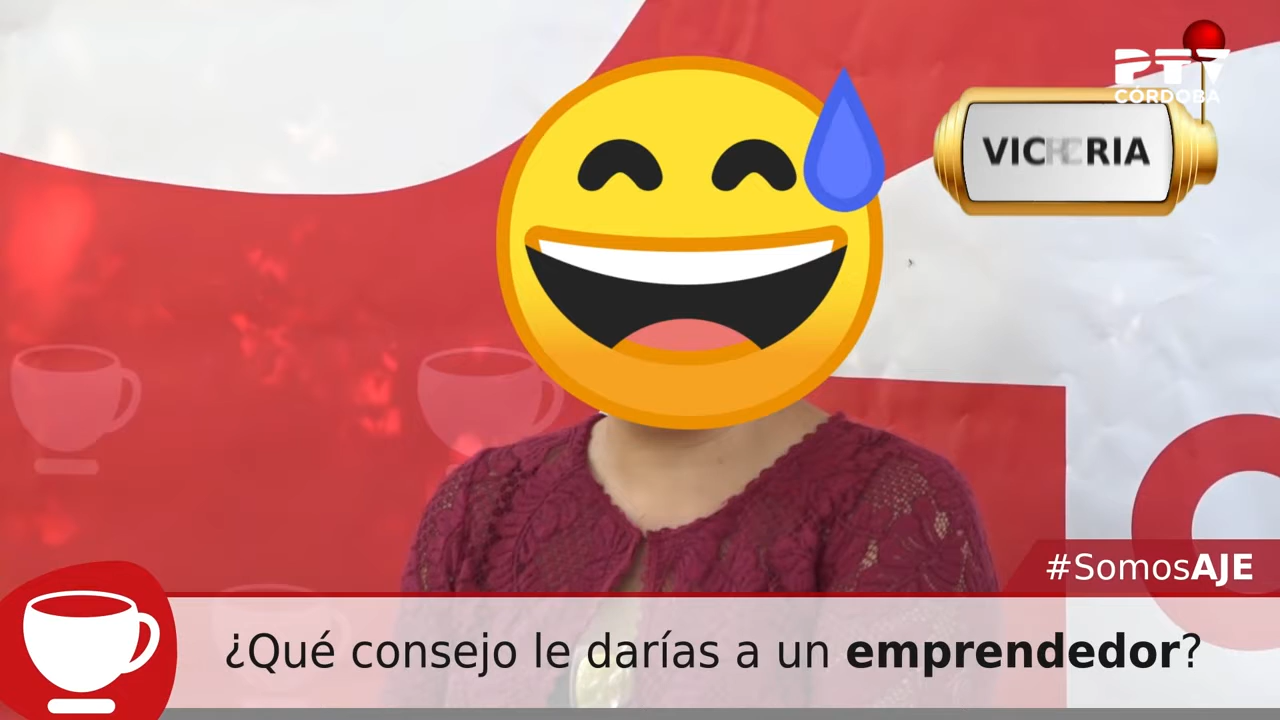 PTV
CÓRDOBA
#SomosAJE
¿Qué consejo le darías a un emprendedor?